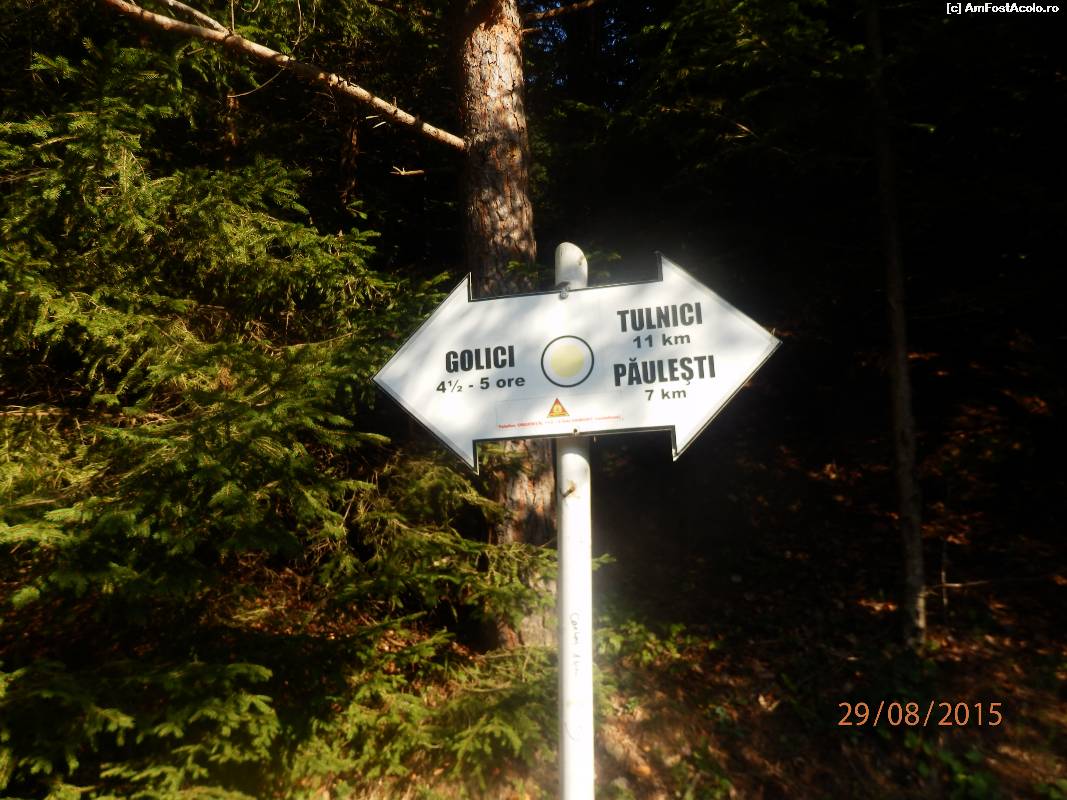 [c] AmFostAcolo.ro
GOLICI
4½ - 5 ore
TULNICI
11 km
PĂULEŞTI
7 km
29/08/2015